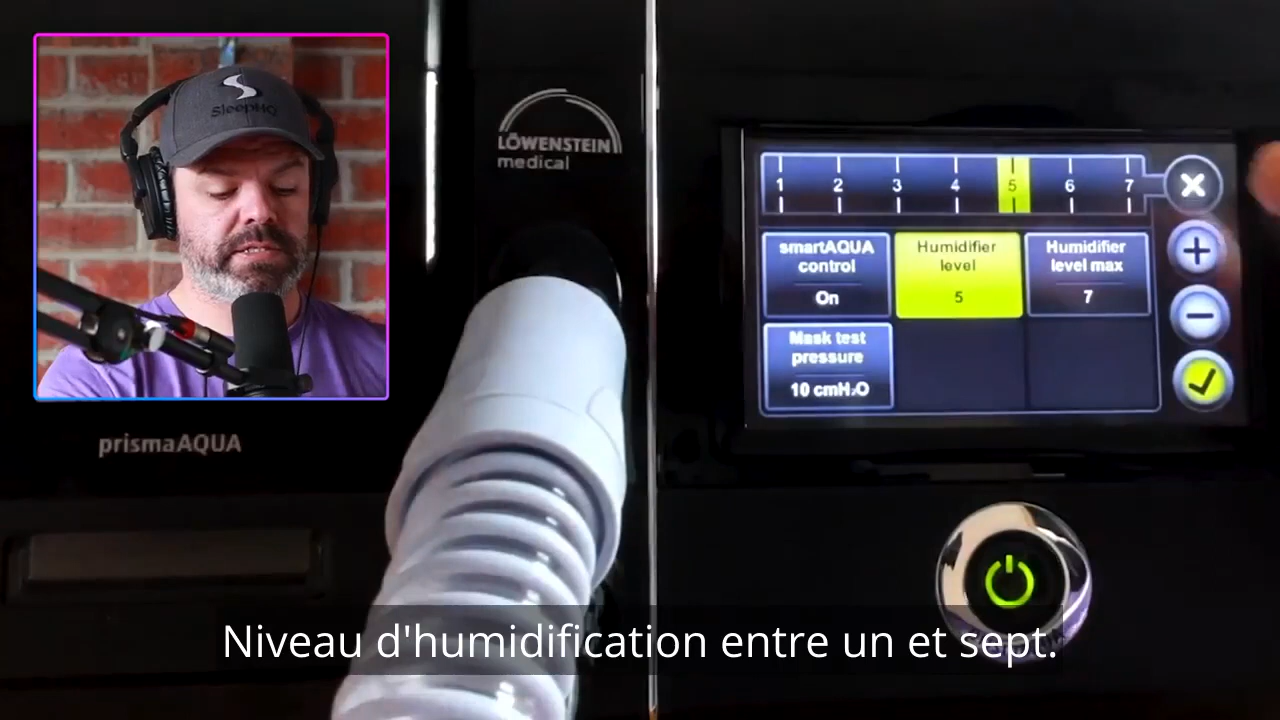 SleepHQ
LÖWENSTEIN
medical
prismaAQUA
1 2 3 4 5 6 7
smartAQUA
control
On
Humidifier
level
5
Humidifier
level max
7
Mask test
pressure
10 cmH₂O
Niveau d'humidification entre un et sept.